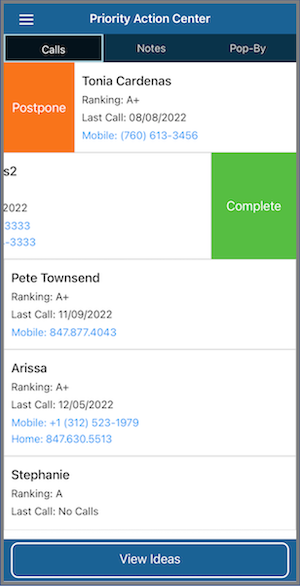 Priority Action Center
Calls
Notes
Pop-By
Postpone
Tonia Cardenas
Ranking: A+
Last Call: 08/08/2022
Mobile: (760) 613-3456
s2
2022
3333
-3333
Complete
Pete Townsend
Ranking: A+
Last Call: 11/09/2022
Mobile: 847.877.4043
Arissa
Ranking: A+
Last Call: 12/05/2022
Mobile: +1 (312) 523-1979
Home: 847.630.5513
Stephanie
Ranking: A
Last Call: No Calls
View Ideas